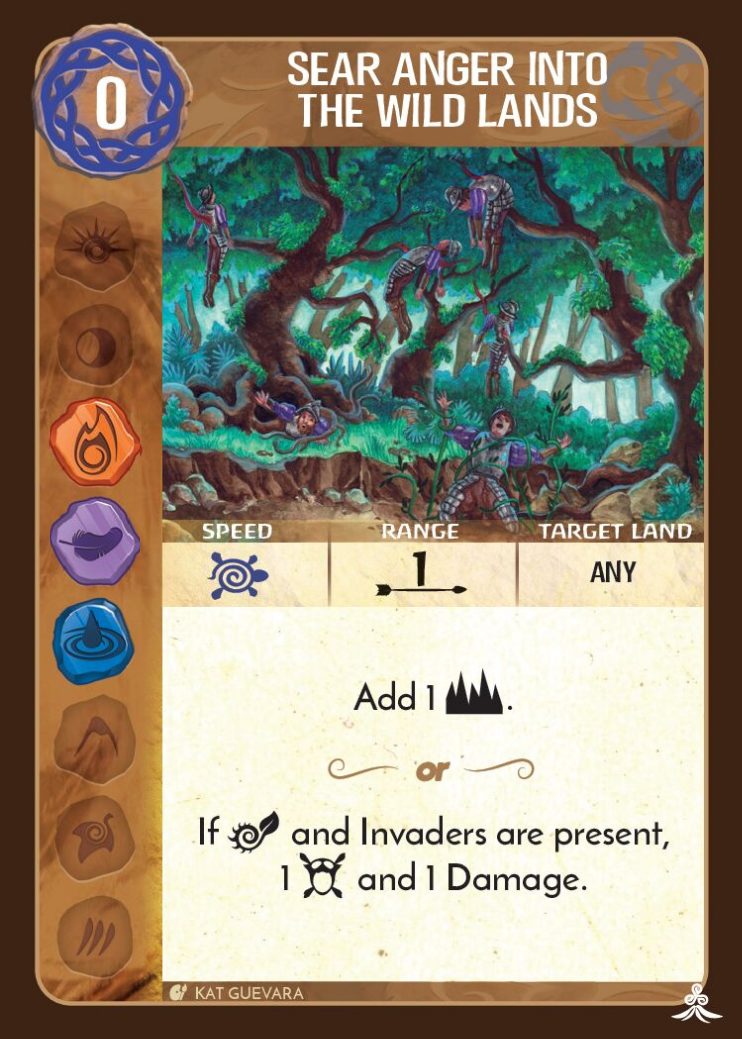 0
SEAR ANGER INTO
THE WILD LANDS
SPEED RANGE TARGET LAND
1 ANY
Add 1 .
or
If and Invaders are present,
1 and 1 Damage.
KAT GUEVARA